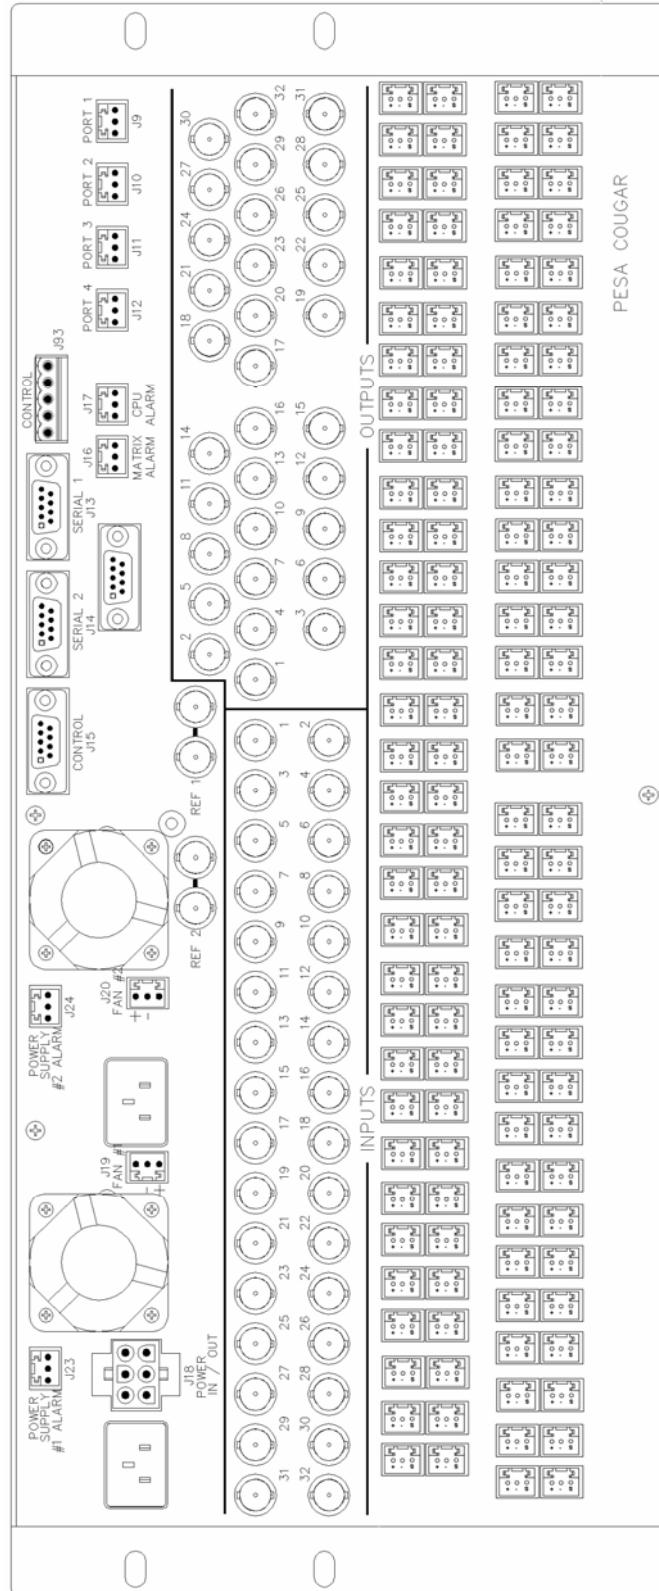 POWER
SUPPLY
#1 ALARM
J23
J18
POWER
IN/OUT
J19
FAN #1
- +
POWER
SUPPLY
#2 ALARM
J24
J20
FAN #2
+ -
CONTROL
J15
SERIAL 2
J14
SERIAL 1
J13
CONTROL
J93
J16
MATRIX
ALARM
J17
CPU
ALARM
PORT 4
J12
PORT 3
J11
PORT 2
J10
PORT 1
J9
REF 2
REF 1
2 5 8 11 14 18 21 24 27 30
1 4 7 10 13 16 17 20 23 26 29 32
3 6 9 12 15 19 22 25 28 31
31 29 27 25 23 21 19 17 15 13 11 9 7 5 3 1
32 30 28 26 24 22 20 18 16 14 12 10 8 6 4 2
INPUTS
OUTPUTS
PESA COUGAR